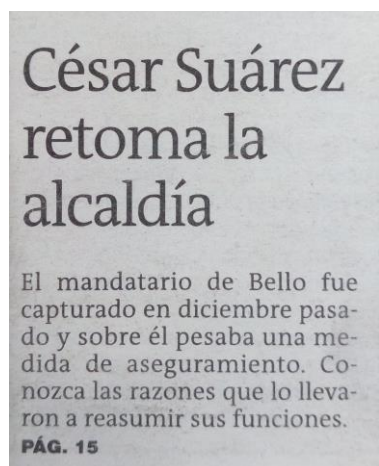 César Suárez
retoma la
alcaldía
El mandatario de Bello fue
capturado en diciembre pasa-
do y sobre él pesaba una me-
dida de aseguramiento. Co-
nozca las razones que lo lleva-
ron a reasumir sus funciones.
PÁG. 15